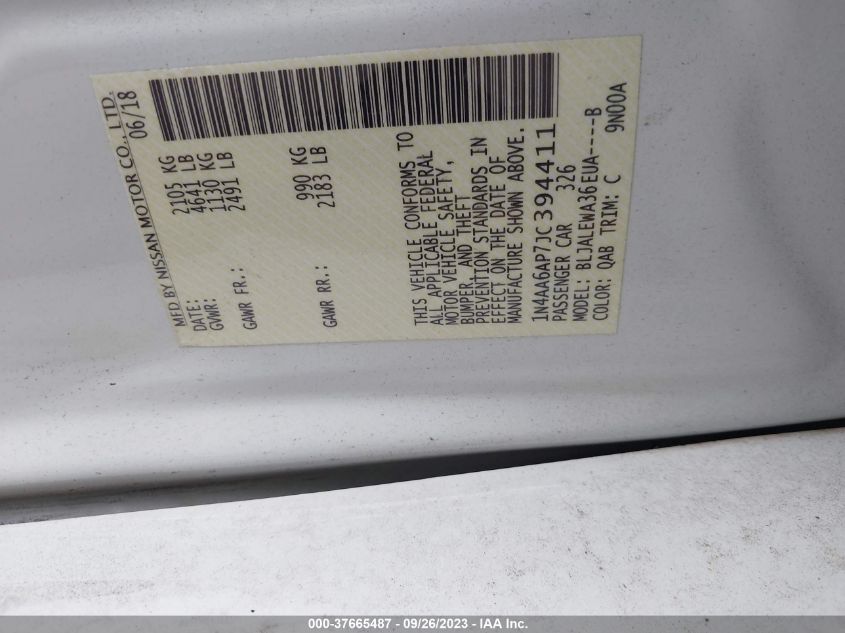 MFD BY NISSAN MOTOR CO., LTD.
DATE: 06/18
GVWR: 2105 KG
4641 LB
GAWR FR.: 1130 KG
2491 LB
GAWR RR.: 990 KG
2183 LB
THIS VEHICLE CONFORMS TO
ALL APPLICABLE FEDERAL
MOTOR VEHICLE SAFETY,
BUMPER, AND THEFT
PREVENTION STANDARDS IN
EFFECT ON THE DATE OF
MANUFACTURE SHOWN ABOVE.
1N4AA6AP7JC394411
PASSENGER CAR 326
MODEL: BLJALEWA36EUA----B
COLOR: QAB TRIM: C 9N00A
000-37665487 - 09/26/2023 - IAA Inc.